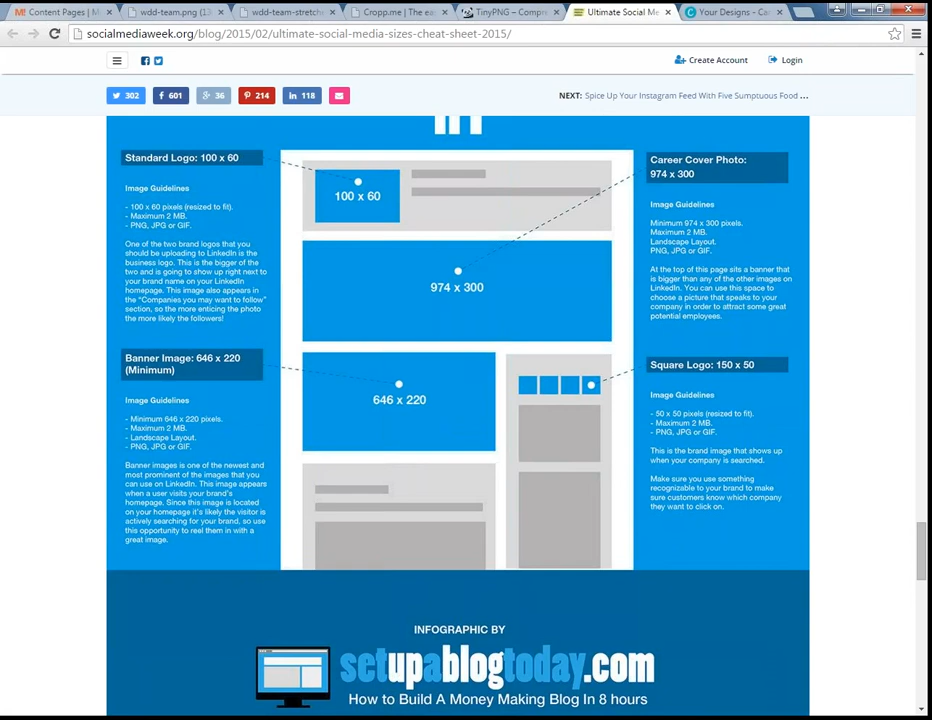 Content Pages | M
wdd-team.png (13
wdd-team-stretch
Cropp.me | The ea
TinyPNG – Compre
Ultimate Social Me
Your Designs - Ca
socialmediaweek.org/blog/2015/02/ultimate-social-media-sizes-cheat-sheet-2015/
Create Account
Login
302
601
36
214
118
NEXT: Spice Up Your Instagram Feed With Five Sumptuous Food ...
Standard Logo: 100 x 60
Image Guidelines
- 100 x 60 pixels (resized to fit).
- Maximum 2 MB.
- PNG, JPG or GIF.
One of the two brand logos that you
should be uploading to LinkedIn is the
business logo. This is the bigger of the
two and is going to show up right next to
your brand name on your LinkedIn
homepage. This image also appears in
the “Companies you may want to follow”
section, so the more enticing the photo
the more likely the followers!
Banner Image: 646 x 220
(Minimum)
Image Guidelines
- Minimum 646 x 220 pixels.
- Maximum 2 MB.
- Landscape Layout.
- PNG, JPG or GIF.
Banner images is one of the newest and
most prominent of the images that you
can use on LinkedIn. This image appears
when a user visits your brand's
homepage. Since this image is located
on your homepage it's likely the visitor is
actively searching for your brand, so use
this opportunity to reel them in with a
great image.
100 x 60
974 x 300
646 x 220
Career Cover Photo:
974 x 300
Image Guidelines
Minimum 974 x 300 pixels.
Maximum 2 MB.
Landscape Layout.
PNG, JPG or GIF.
At the top of this page sits a banner that
is bigger than any of the other images on
LinkedIn. You can use this space to
choose a picture that speaks to your
company in order to attract some great
potential employees.
Square Logo: 150 x 50
Image Guidelines
- 50 x 50 pixels (resized to fit).
- Maximum 2 MB.
- PNG, JPG or GIF.
This is the brand image that shows up
when your company is searched.
Make sure you use something
recognizable to your brand to make
sure customers know which company
they want to click on.
INFOGRAPHIC BY
setupablogtoday.com
How to Build A Money Making Blog In 8 hours